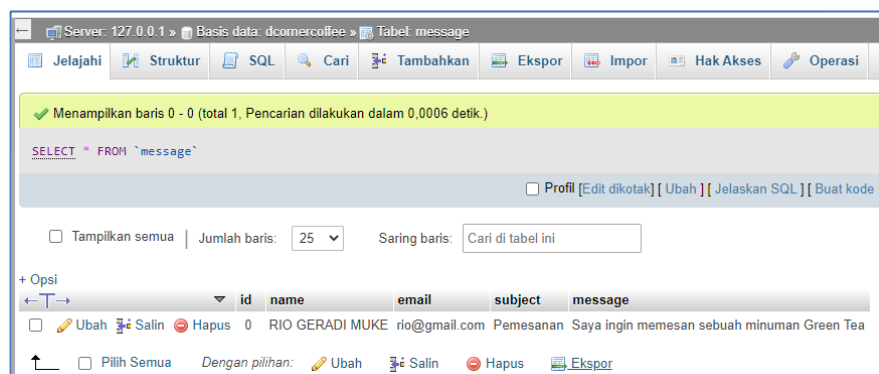 Server: 127.0.0.1 » Basis data: dcornercoffee » Tabel: message
Jelajahi Struktur SQL Cari Tambahkan Ekspor Impor Hak Akses Operasi
Menampilkan baris 0 - 0 (total 1, Pencarian dilakukan dalam 0,0006 detik.)
SELECT * FROM `message`
Profil [Edit dikotak] [ Ubah ] [ Jelaskan SQL ] [ Buat kode
Tampilkan semua | Jumlah baris: 25 Saring baris: Cari di tabel ini
+ Opsi
←T→ id name email subject message
Ubah Salin Hapus 0 RIO GERADI MUKE rio@gmail.com Pemesanan Saya ingin memesan sebuah minuman Green Tea
Pilih Semua Dengan pilihan: Ubah Salin Hapus Ekspor